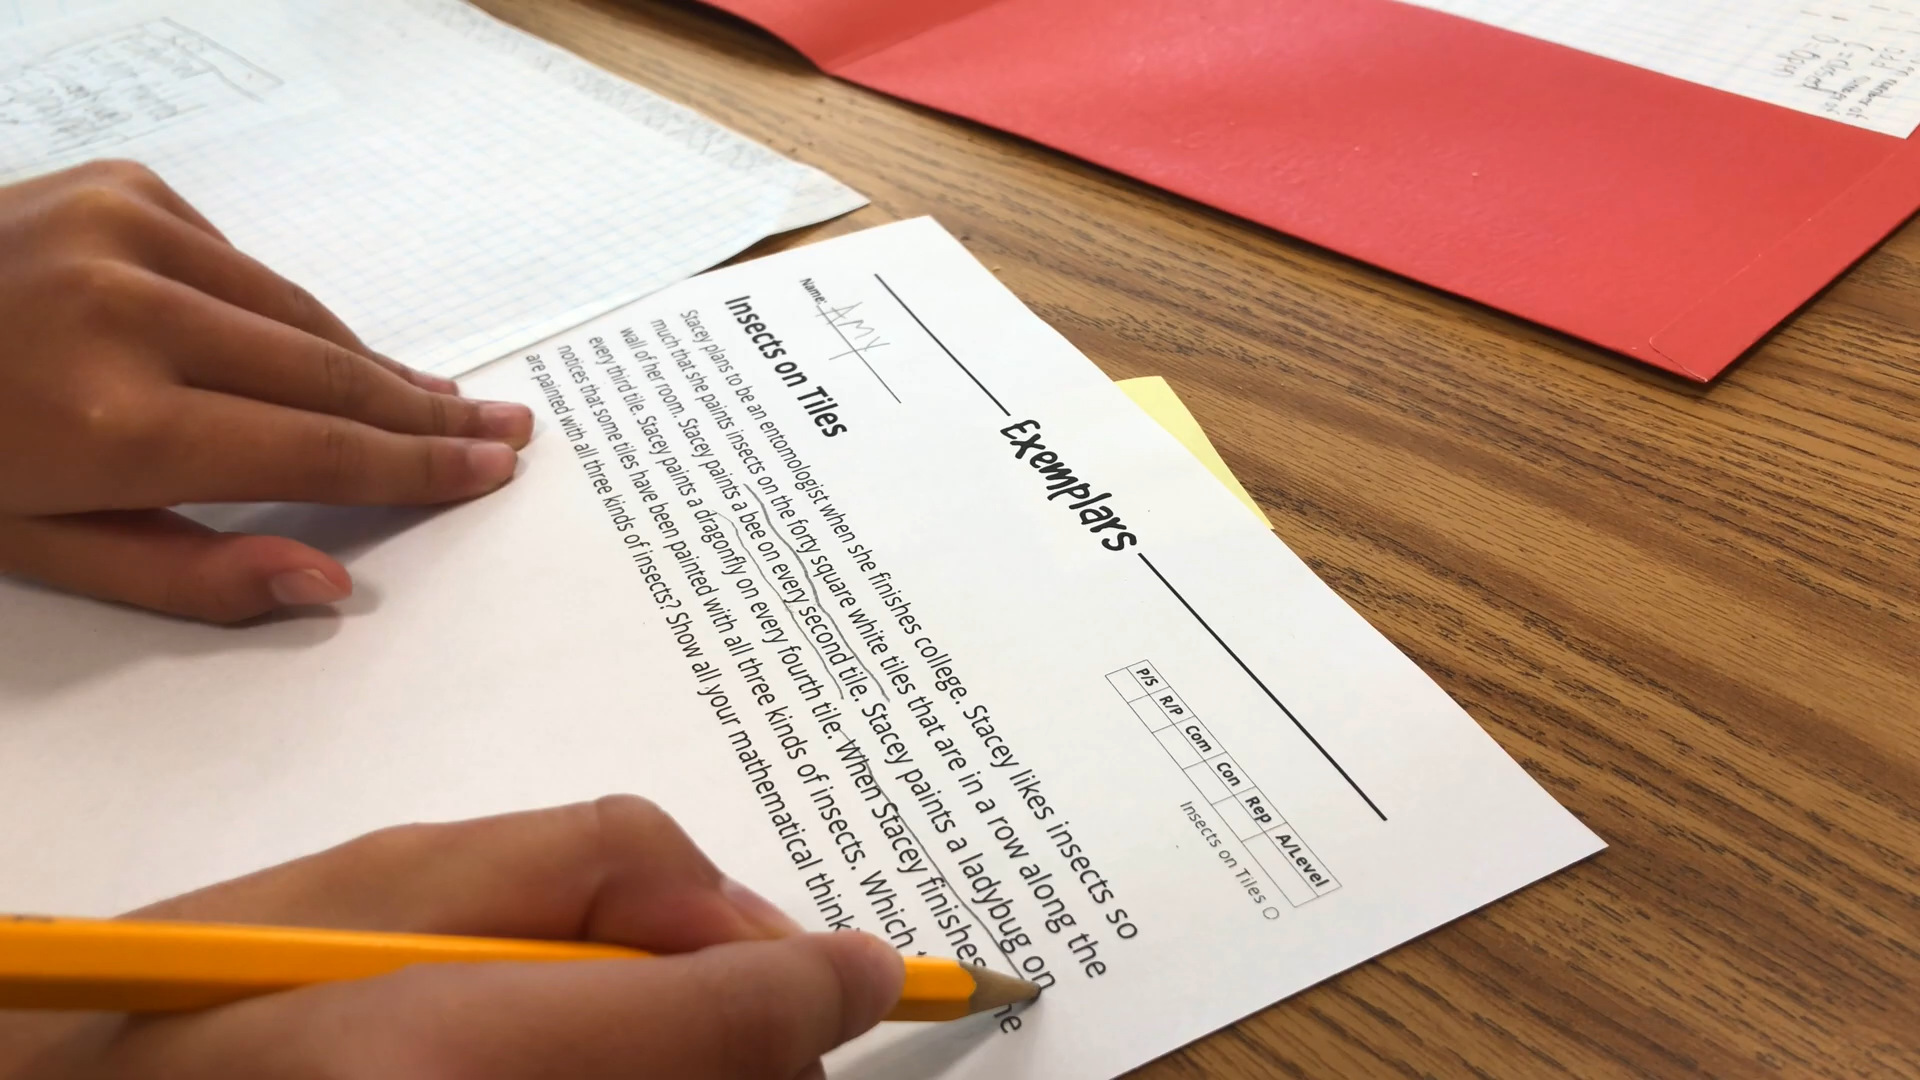 Exemplars
P/S R/P Com Con Rep A/Level
Insects on Tiles
Name: AMY
Insects on Tiles
Stacey plans to be an entomologist when she finishes college. Stacey likes insects so
much that she paints insects on the forty square white tiles that are in a row along the
wall of her room. Stacey paints a bee on every second tile. Stacey paints a ladybug on
every third tile. Stacey paints a dragonfly on every fourth tile. When Stacey finishes
notices that some tiles have been painted with all three kinds of insects. Which
are painted with all three kinds of insects? Show all your mathematical think